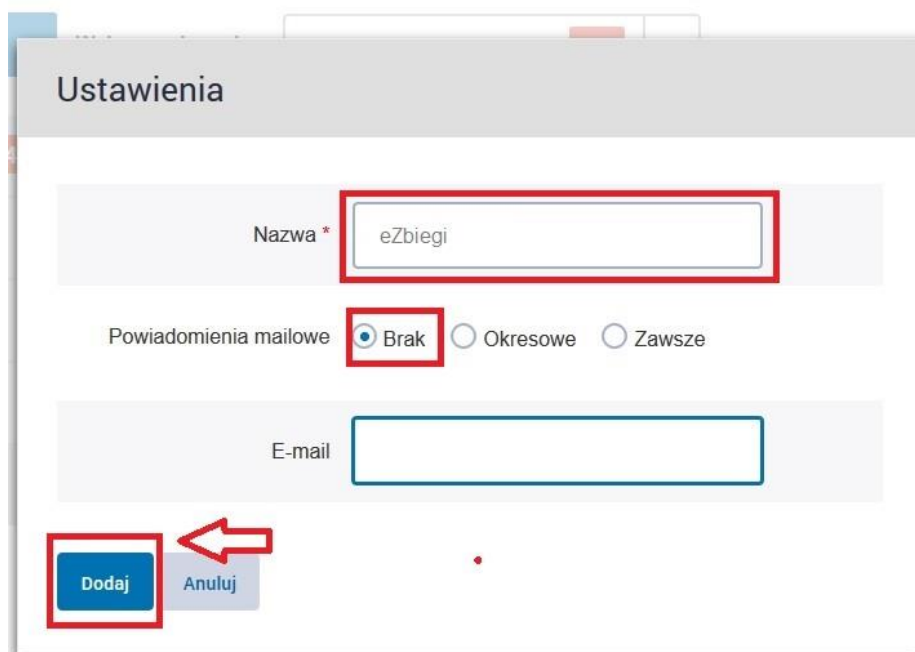 Ustawienia
Nazwa *
eZbiegi
Powiadomienia mailowe
Brak
Okresowe
Zawsze
E-mail
Dodaj
Anuluj